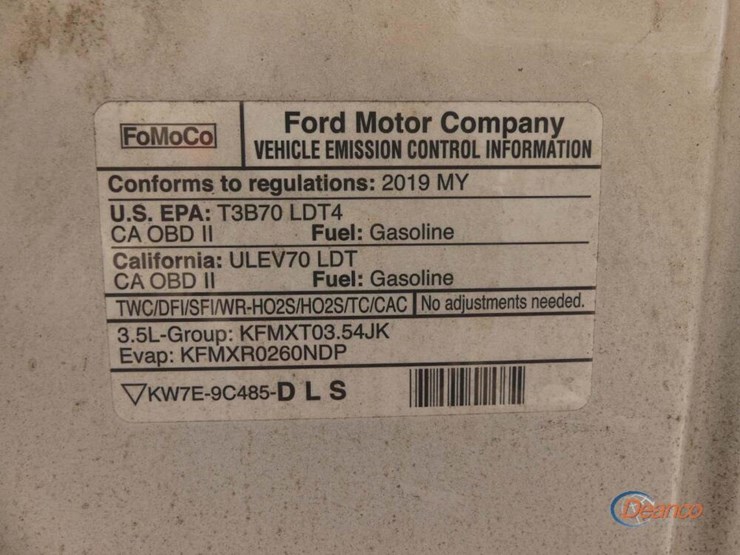 FoMoCo
Ford Motor Company
VEHICLE EMISSION CONTROL INFORMATION
Conforms to regulations: 2019 MY
U.S. EPA: T3B70 LDT4
CA OBD II Fuel: Gasoline
California: ULEV70 LDT
CA OBD II Fuel: Gasoline
TWC/DFI/SFI/WR-HO2S/HO2S/TC/CAC No adjustments needed.
3.5L-Group: KFMXT03.54JK
Evap: KFMXR0260NDP
KW7E-9C485-D L S
Deanco